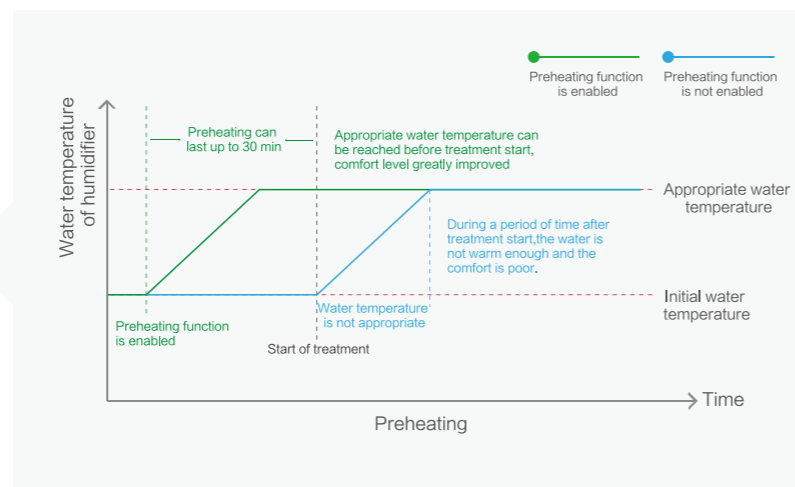 Preheating function
is enabled
Preheating function
is not enabled
Water temperature
of humidifier
Preheating can
last up to 30 min
Appropriate water temperature can
be reached before treatment start,
comfort level greatly improved
Appropriate water
temperature
During a period of time after
treatment start,the water is
not warm enough and the
comfort is poor.
Initial water
temperature
Water temperature
is not appropriate
Preheating function
is enabled
Start of treatment
Time
Preheating